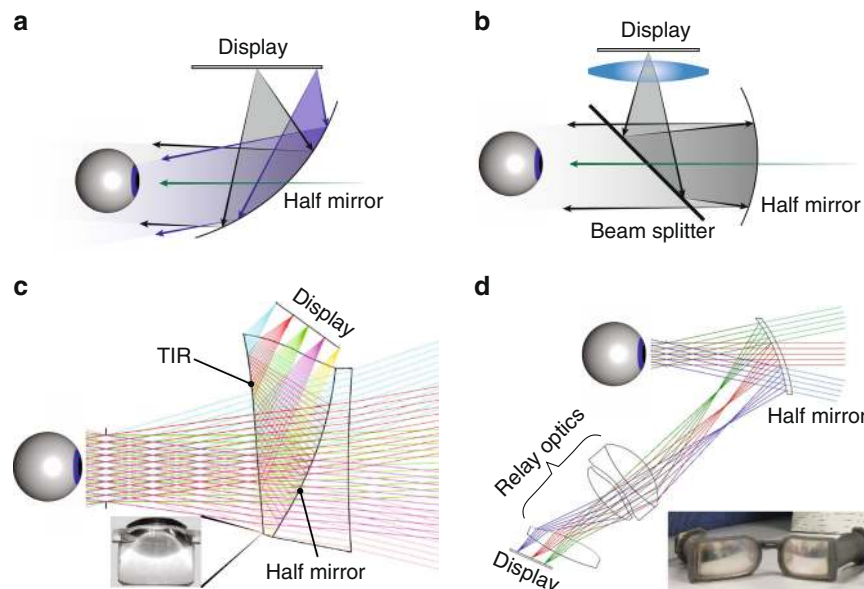 a
Display
Half mirror
b
Display
Half mirror
Beam splitter
c
Display
TIR
Half mirror
d
Half mirror
Relay optics
Display